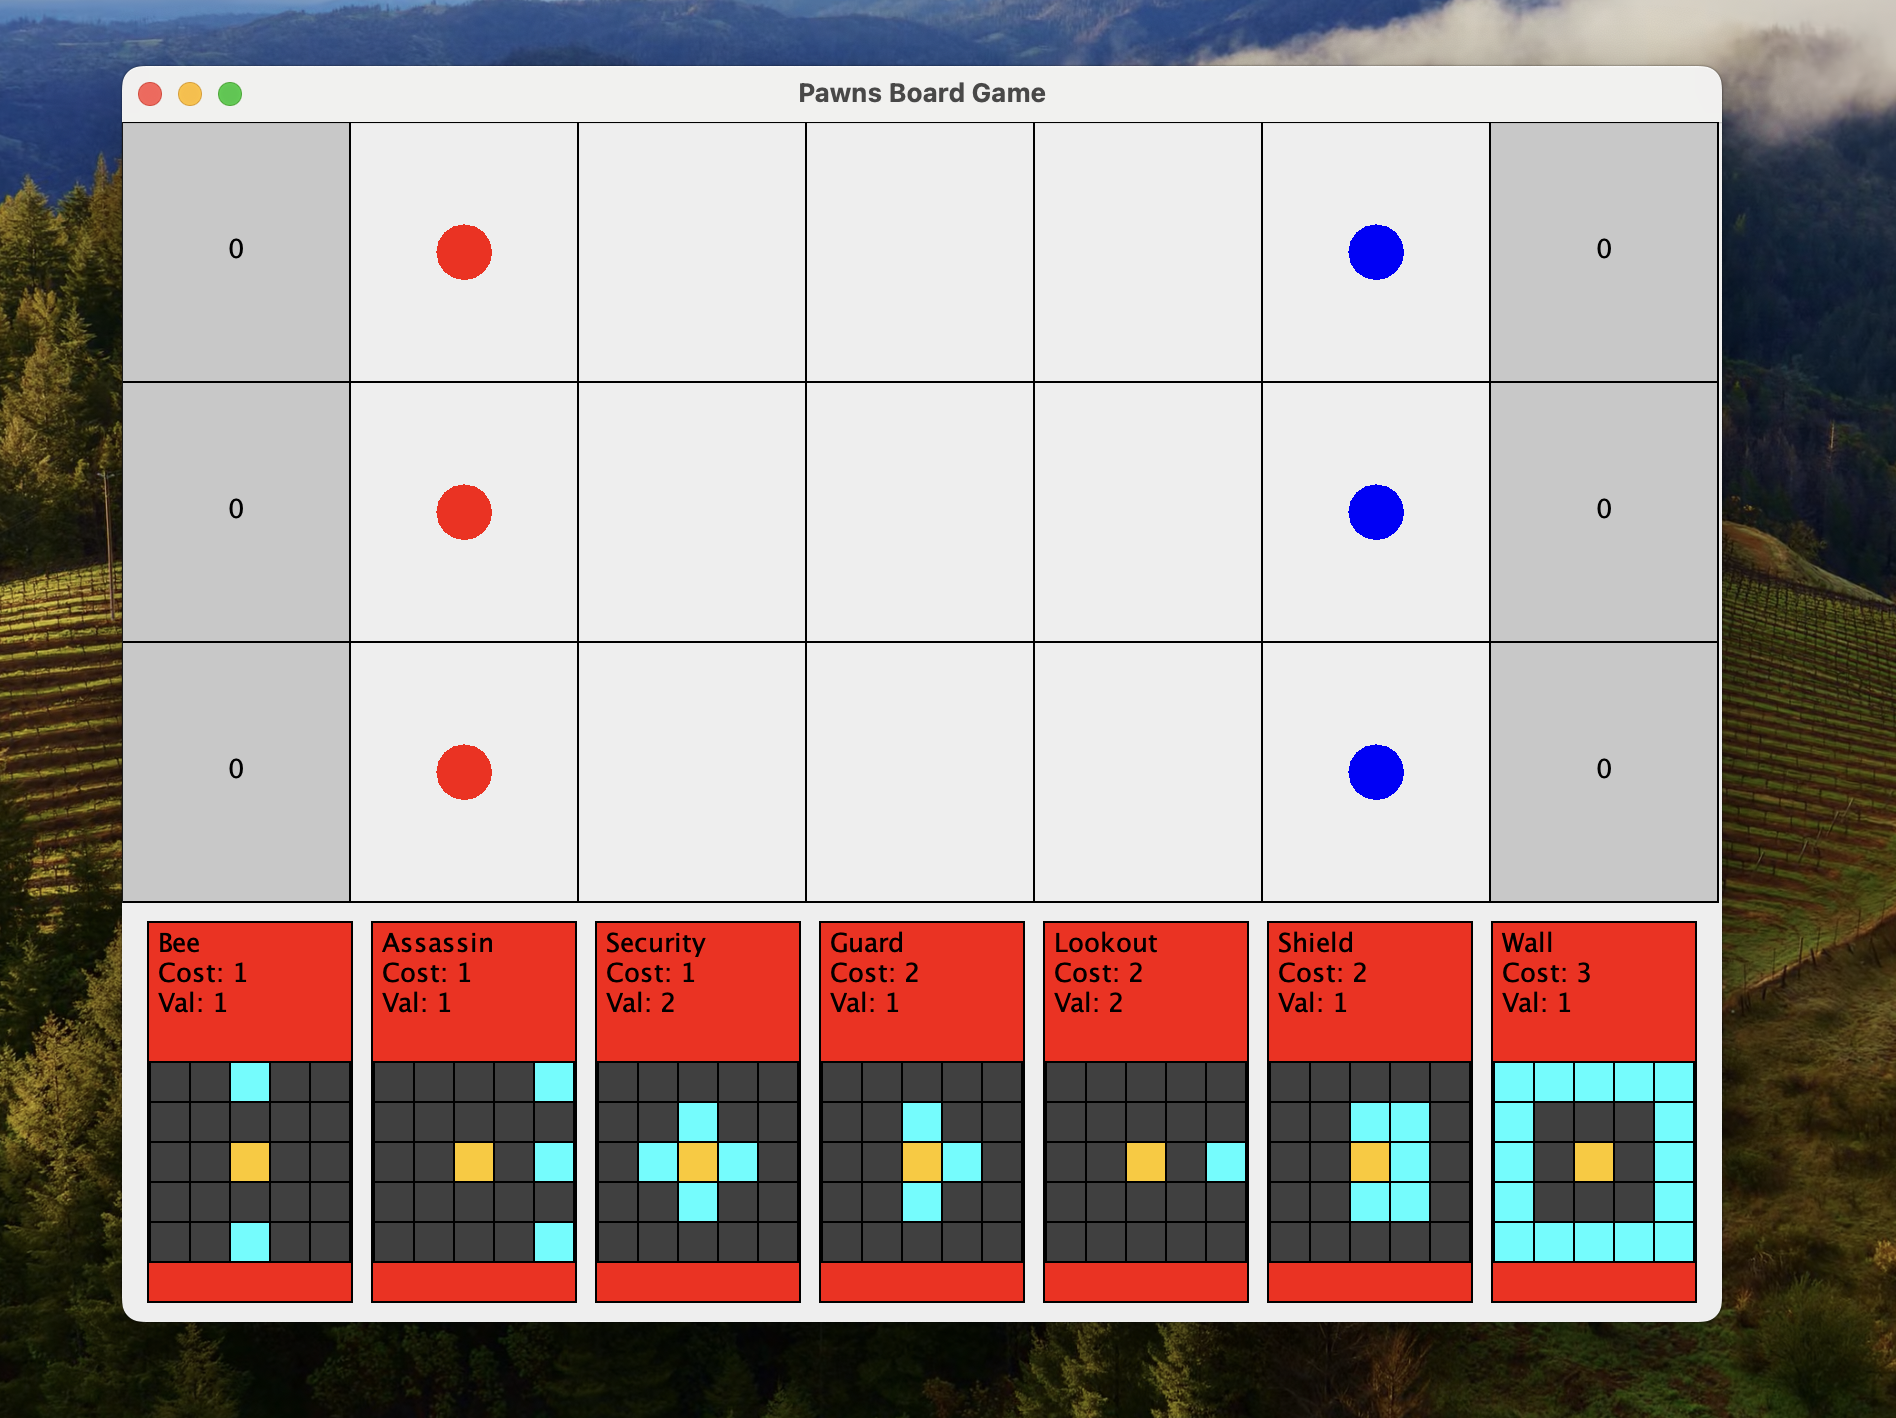 Pawns Board Game
0 0
0 0
0 0
Bee
Cost: 1
Val: 1
Assassin
Cost: 1
Val: 1
Security
Cost: 1
Val: 2
Guard
Cost: 2
Val: 1
Lookout
Cost: 2
Val: 2
Shield
Cost: 2
Val: 1
Wall
Cost: 3
Val: 1